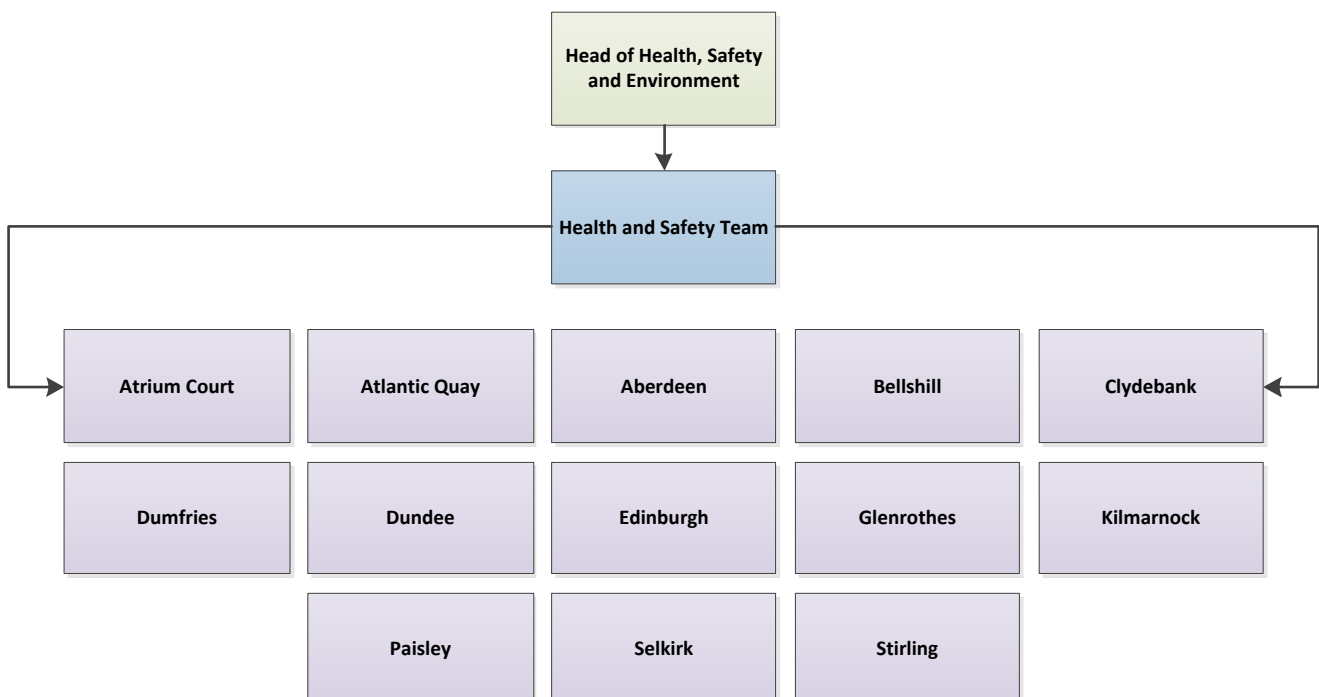 Head of Health, Safety
and Environment
Health and Safety Team
Atrium Court
Atlantic Quay
Aberdeen
Bellshill
Clydebank
Dumfries
Dundee
Edinburgh
Glenrothes
Kilmarnock
Paisley
Selkirk
Stirling